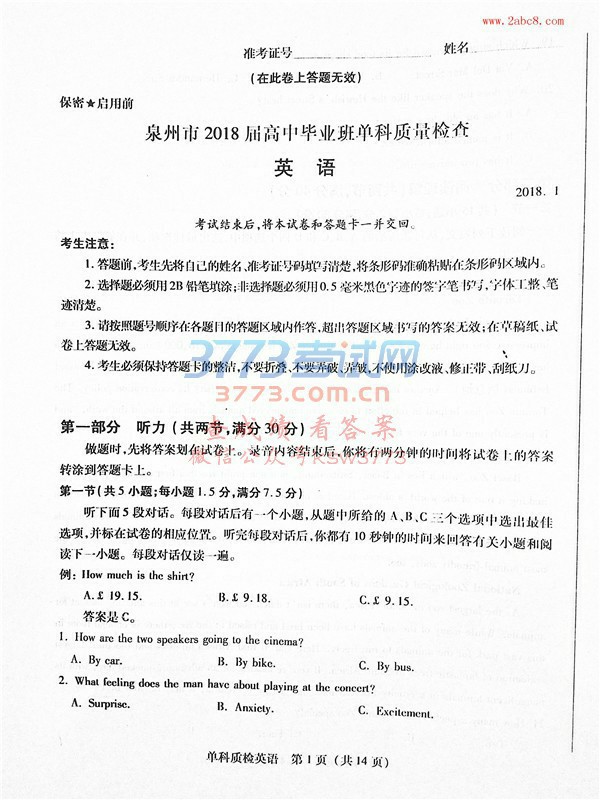 www.2abc8.com
准考证号 姓名
(在此卷上答题无效)
保密★启用前
泉州市2018届高中毕业班单科质量检查
英 语
2018.1
考试结束后,将本试卷和答题卡一并交回。
考生注意:
1.答题前,考生先将自己的姓名、准考证号码填写清楚,将条形码准确粘贴在条形码区域内。
2.选择题必须用2B铅笔填涂;非选择题必须用0.5毫米黑色字迹的签字笔书写,字体工整、笔
迹清楚。
3.请按照题号顺序在各题目的答题区域内作答,超出答题区域书写的答案无效;在草稿纸、试
卷上答题无效。
4.考生必须保持答题卡的整洁,不要折叠、不要弄破、弄皱,不使用涂改液、修正带、刮纸刀。
3773考试网
3773.com.cn
查成绩 看答案
微信公众号KSW3773
第一部分 听力(共两节,满分30分)
做题时,先将答案划在试卷上。录音内容结束后,你将有两分钟的时间将试卷上的答案
转涂到答题卡上。
第一节(共5小题;每小题1.5分,满分7.5分)
听下面5段对话。每段对话后有一个小题,从题中所给的A、B、C三个选项中选出最佳
选项,并标在试卷的相应位置。听完每段对话后,你都有10秒钟的时间来回答有关小题和阅
读下一小题。每段对话仅读一遍。
例:How much is the shirt?
A.£ 19.15. B.£ 9.18. C.£ 9.15.
答案是C。
1. How are the two speakers going to the cinema?
A. By car. B. By bike. C. By bus.
2. What feeling does the man have about playing at the concert?
A. Surprise. B. Anxiety. C. Excitement.
单科质检英语 第1页(共14页)